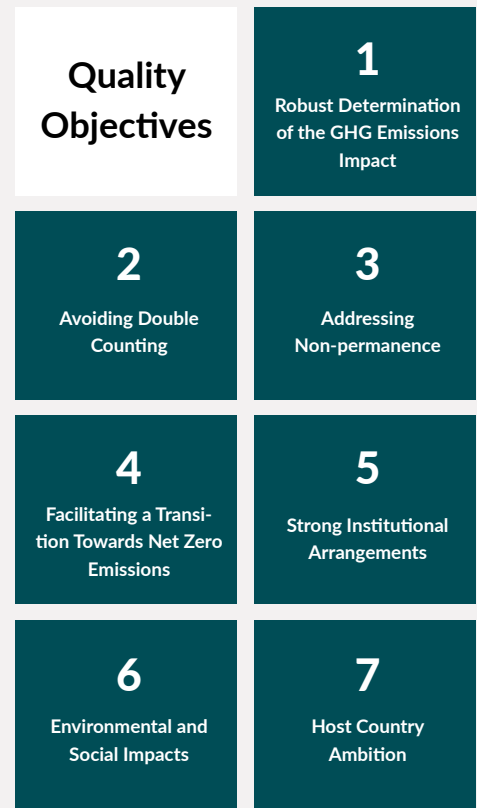 Quality
Objectives
1
Robust Determination
of the GHG Emissions
Impact
2
Avoiding Double
Counting
3
Addressing
Non-permanence
4
Facilitating a Transi-
tion Towards Net Zero
Emissions
5
Strong Institutional
Arrangements
6
Environmental and
Social Impacts
7
Host Country
Ambition